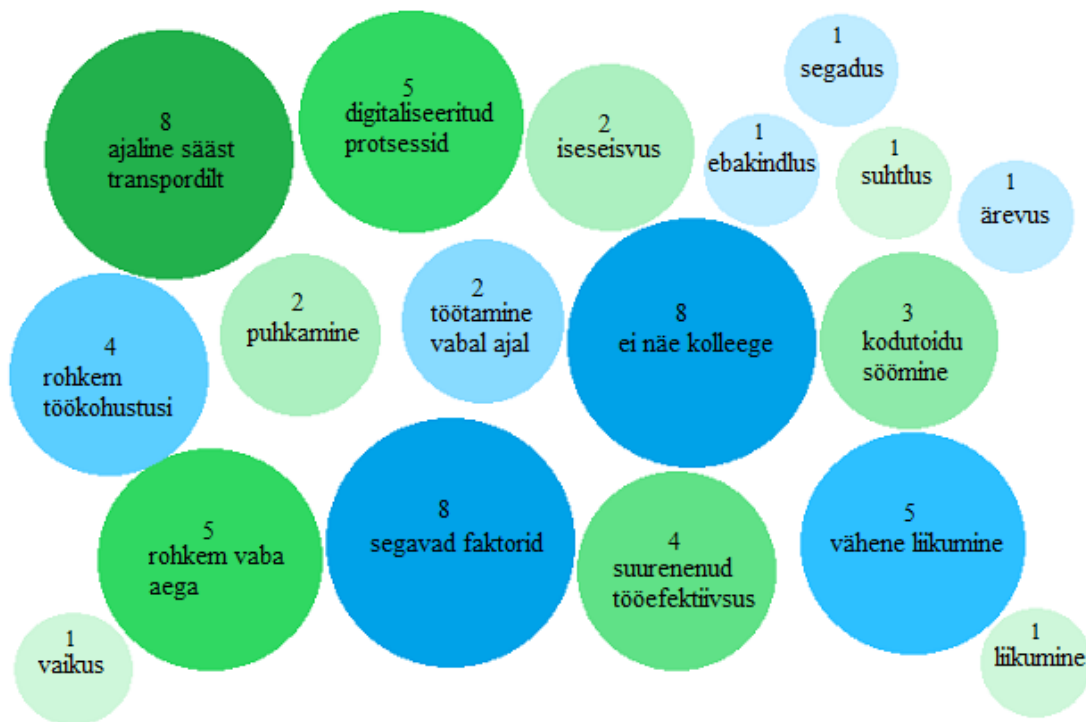 8
ajaline sääst
transpordilt
5
digitaliseeritud
protsessid
2
iseseisvus
1
segadus
1
ebakindlus
1
suhtlus
1
ärevus
4
rohkem
töökohustusi
2
puhkamine
2
töötamine
vabal ajal
8
ei näe kolleege
3
kodutoidu
söömine
5
rohkem vaba
aega
8
segavad faktorid
4
suurenenud
tööefektiivsus
5
vähene liikumine
1
vaikus
1
liikumine